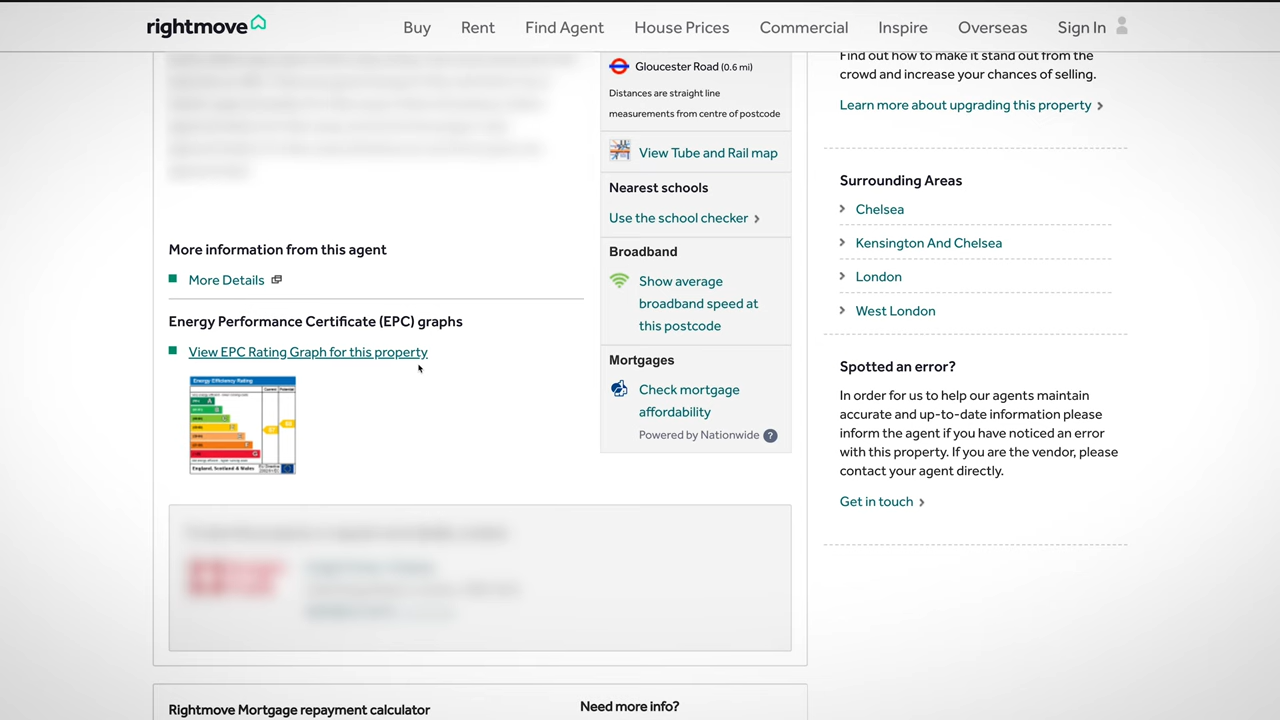 rightmove
Buy
Rent
Find Agent
House Prices
Commercial
Inspire
Overseas
Sign In
More information from this agent
More Details
Energy Performance Certificate (EPC) graphs
View EPC Rating Graph for this property
Energy Efficiency Rating
Current
Potential
England, Scotland & Wales
Gloucester Road (0.6 mi)
Distances are straight line
measurements from centre of postcode
View Tube and Rail map
Nearest schools
Use the school checker
Broadband
Show average
broadband speed at
this postcode
Mortgages
Check mortgage
affordability
Powered by Nationwide ?
Find out how to make it stand out from the
crowd and increase your chances of selling.
Learn more about upgrading this property
Surrounding Areas
Chelsea
Kensington And Chelsea
London
West London
Spotted an error?
In order for us to help our agents maintain
accurate and up-to-date information please
inform the agent if you have noticed an error
with this property. If you are the vendor, please
contact your agent directly.
Get in touch
Rightmove Mortgage repayment calculator
Need more info?